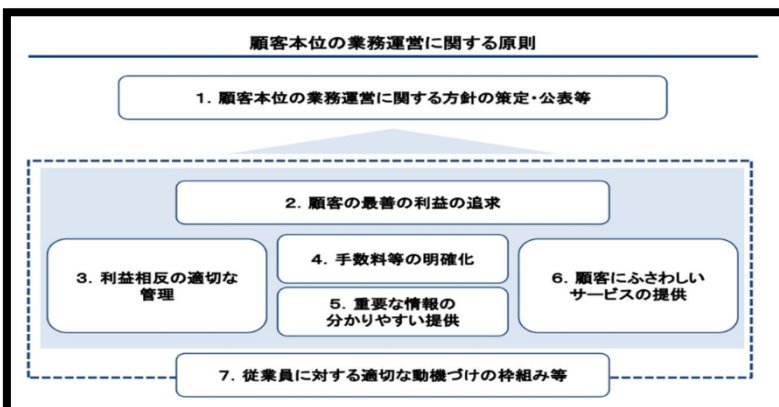 顧客本位の業務運営に関する原則
1. 顧客本位の業務運営に関する方針の策定・公表等
2. 顧客の最善の利益の追求
3. 利益相反の適切な
管理
4. 手数料等の明確化
5. 重要な情報の
分かりやすい提供
6. 顧客にふさわしい
サービスの提供
7. 従業員に対する適切な動機づけの枠組み等